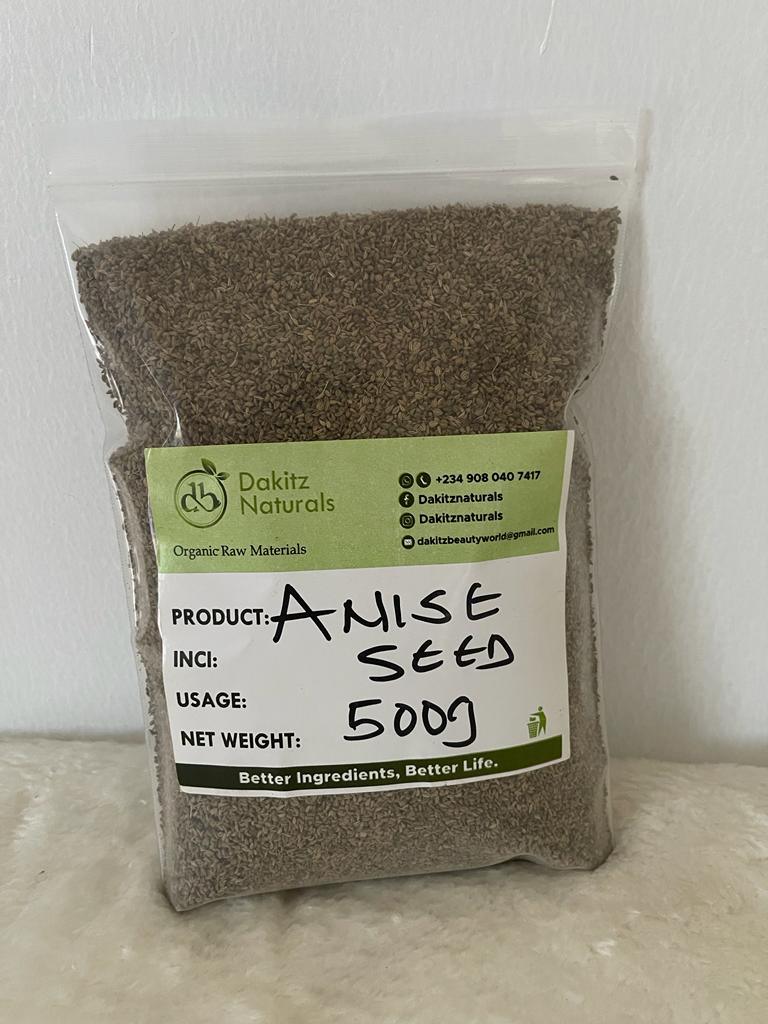 Dakitz
Naturals
Organic Raw Materials
+234 908 040 7417
Dakitznaturals
Dakitznaturals
dakitzbeautyworld@gmail.com
PRODUCT: ANISE
INCI: SEED
USAGE:
NET WEIGHT: 500g
Better Ingredients, Better Life.